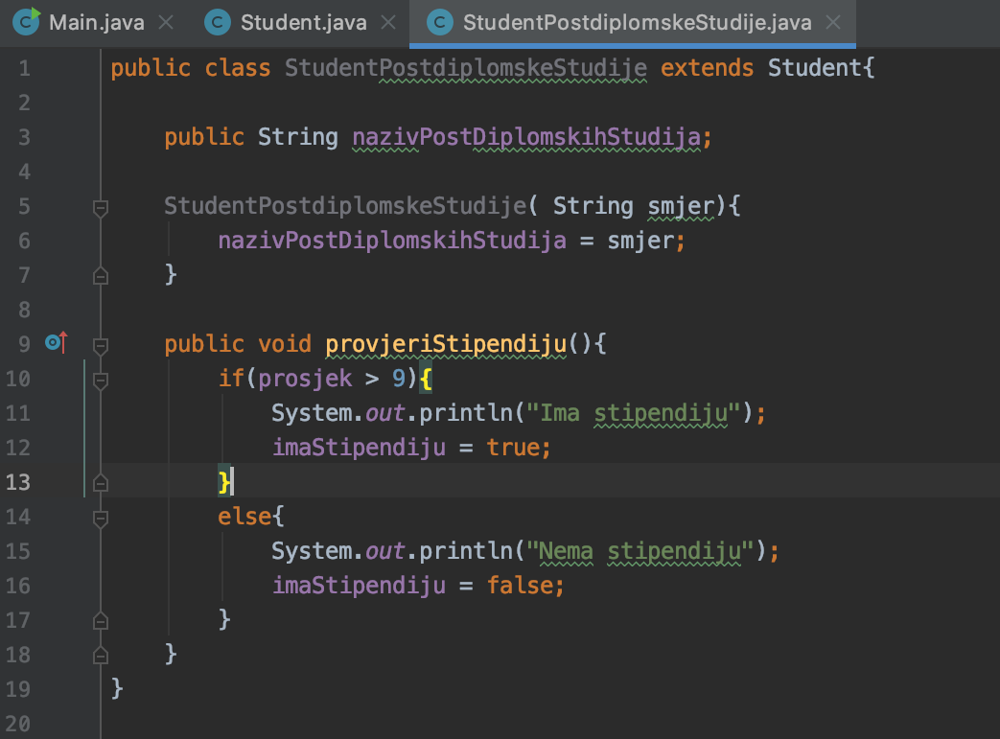 Main.java Student.java StudentPostdiplomskeStudije.java
1 public class StudentPostdiplomskeStudije extends Student{
2
3 public String nazivPostDiplomskihStudija;
4
5 StudentPostdiplomskeStudije( String smjer){
6 nazivPostDiplomskihStudija = smjer;
7 }
8
9 public void provjeriStipendiju(){
10 if(prosjek > 9){
11 System.out.println("Ima stipendiju");
12 imaStipendiju = true;
13 }
14 else{
15 System.out.println("Nema stipendiju");
16 imaStipendiju = false;
17 }
18 }
19 }
20